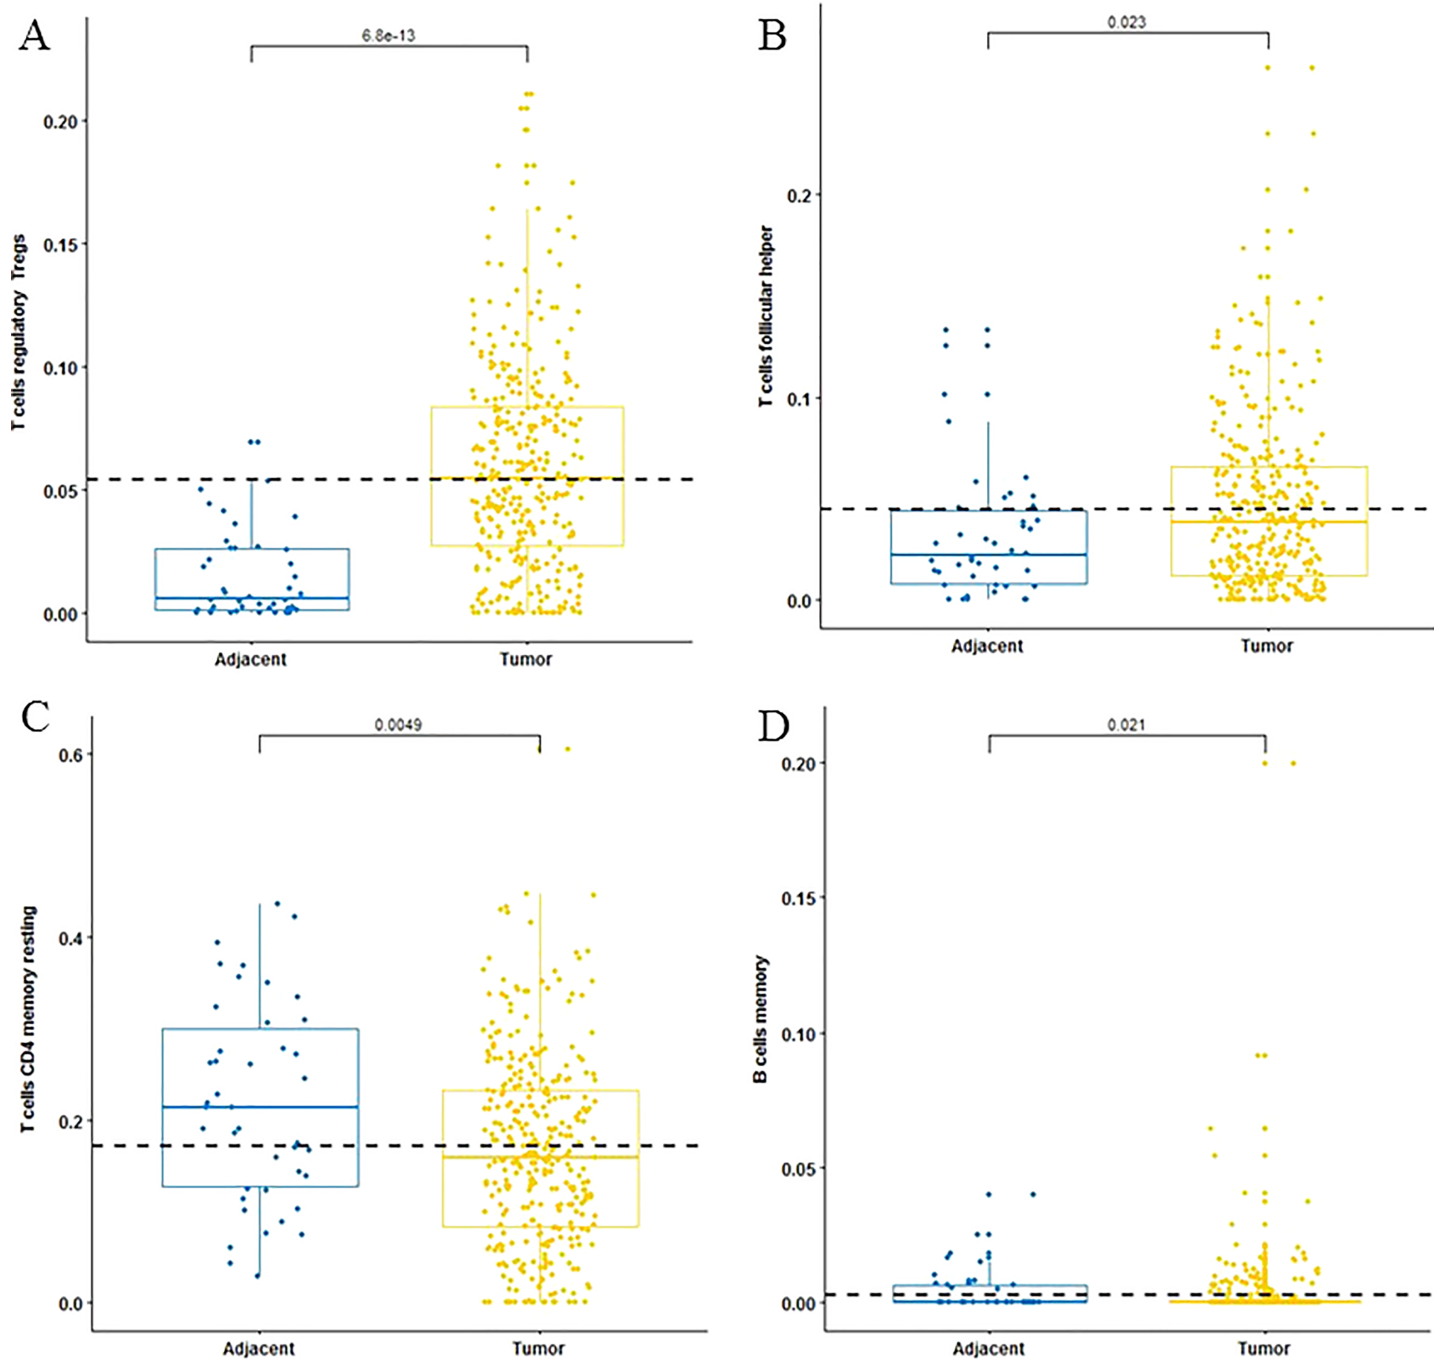 A
6.8e-13
T cells regulatory Tregs
0.20
0.15
0.10
0.05
0.00
Adjacent
Tumor
B
0.023
T cells follicular helper
0.2
0.1
0.0
Adjacent
Tumor
C
0.0049
T cells CD4 memory resting
0.6
0.4
0.2
0.0
Adjacent
Tumor
D
0.021
B cells memory
0.20
0.15
0.10
0.05
0.00
Adjacent
Tumor